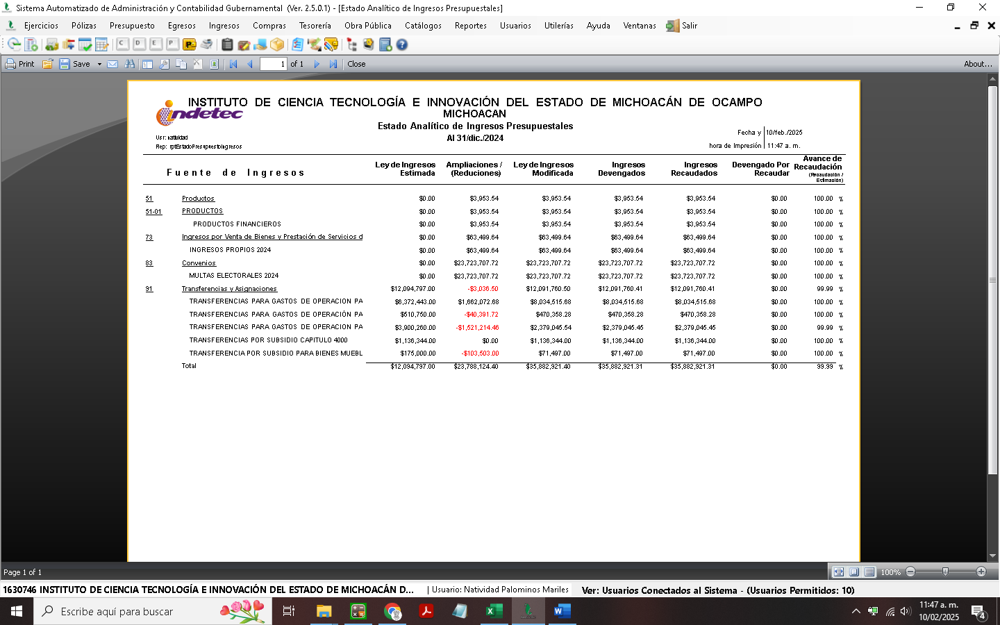 Sistema Automatizado de Administración y Contabilidad Gubernamental (Ver. 2.5.0.1) - [Estado Analítico de Ingresos Presupuestales]
Ejercicios Pólizas Presupuesto Egresos Ingresos Compras Tesorería Obra Pública Catálogos Reportes Usuarios Utilerías Ayuda Ventanas Salir
C D E P P
Print Save 1 of 1 Close About...
indetec
INSTITUTO DE CIENCIA TECNOLOGÍA E INNOVACIÓN DEL ESTADO DE MICHOACÁN DE OCAMPO
MICHOACAN
Estado Analítico de Ingresos Presupuestales
Al 31/dic./2024
Usr: natividad
Rep: rptEstadoPresupuestoIngresos
Fecha y 10/feb./2025
hora de Impresión 11:47 a. m.
Fuente de Ingresos Ley de Ingresos Estimada Ampliaciones / (Reducciones) Ley de Ingresos Modificada Ingresos Devengados Ingresos Recaudados Devengado Por Recaudar Avance de Recaudación (Recaudación / Estimación)
51 Productos $0.00 $3,953.54 $3,953.54 $3,953.54 $3,953.54 $0.00 100.00 %
51-01 PRODUCTOS $0.00 $3,953.54 $3,953.54 $3,953.54 $3,953.54 $0.00 100.00 %
PRODUCTOS FINANCIEROS $0.00 $3,953.54 $3,953.54 $3,953.54 $3,953.54 $0.00 100.00 %
73 Ingresos por Venta de Bienes y Prestación de Servicios d $0.00 $63,499.64 $63,499.64 $63,499.64 $63,499.64 $0.00 100.00 %
INGRESOS PROPIOS 2024 $0.00 $63,499.64 $63,499.64 $63,499.64 $63,499.64 $0.00 100.00 %
83 Convenios $0.00 $23,723,707.72 $23,723,707.72 $23,723,707.72 $23,723,707.72 $0.00 100.00 %
MULTAS ELECTORALES 2024 $0.00 $23,723,707.72 $23,723,707.72 $23,723,707.72 $23,723,707.72 $0.00 100.00 %
91 Transferencias y Asignaciones $12,094,797.00 -$3,036.50 $12,091,760.50 $12,091,760.41 $12,091,760.41 $0.00 99.99 %
TRANSFERENCIAS PARA GASTOS DE OPERACION PA $6,372,443.00 $1,662,072.68 $8,034,515.68 $8,034,515.68 $8,034,515.68 $0.00 100.00 %
TRANSFERENCIAS PARA GASTOS DE OPERACIÓN PA $510,750.00 -$40,391.72 $470,358.28 $470,358.28 $470,358.28 $0.00 100.00 %
TRANSFERENCIAS PARA GASTOS DE OPERACION PA $3,900,260.00 -$1,521,214.46 $2,379,045.54 $2,379,045.45 $2,379,045.45 $0.00 99.99 %
TRANSFERENCIAS POR SUBSIDIO CAPITULO 4000 $1,136,344.00 $0.00 $1,136,344.00 $1,136,344.00 $1,136,344.00 $0.00 100.00 %
TRANSFERENCIA POR SUBSIDIO PARA BIENES MUEBL $175,000.00 -$103,503.00 $71,497.00 $71,497.00 $71,497.00 $0.00 100.00 %
Total $12,094,797.00 $23,788,124.40 $35,882,921.40 $35,882,921.31 $35,882,921.31 $0.00 99.99 %
Page 1 of 1 100%
1630746 INSTITUTO DE CIENCIA TECNOLOGÍA E INNOVACIÓN DEL ESTADO DE MICHOACÁN D... | Usuario: Natividad Palominos Mariles Ver: Usuarios Conectados al Sistema - (Usuarios Permitidos: 10)
Escribe aquí para buscar
11:47 a. m.
10/02/2025
4